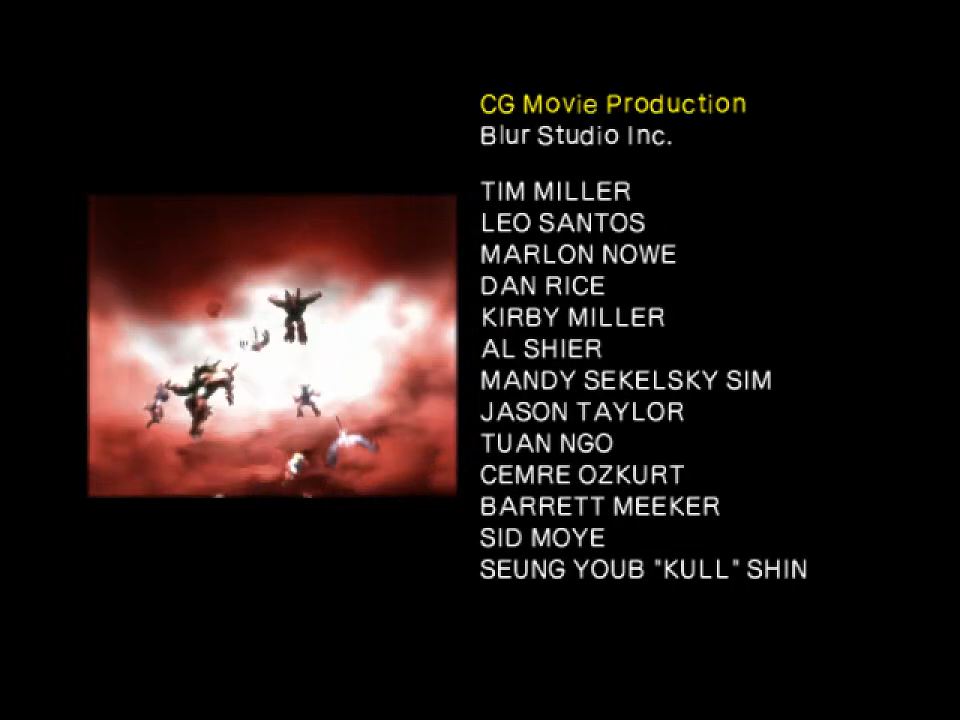 CG Movie Production
Blur Studio Inc.
TIM MILLER
LEO SANTOS
MARLON NOWE
DAN RICE
KIRBY MILLER
AL SHIER
MANDY SEKELSKY SIM
JASON TAYLOR
TUAN NGO
CEMRE OZKURT
BARRETT MEEKER
SID MOYE
SEUNG YOUB "KULL" SHIN